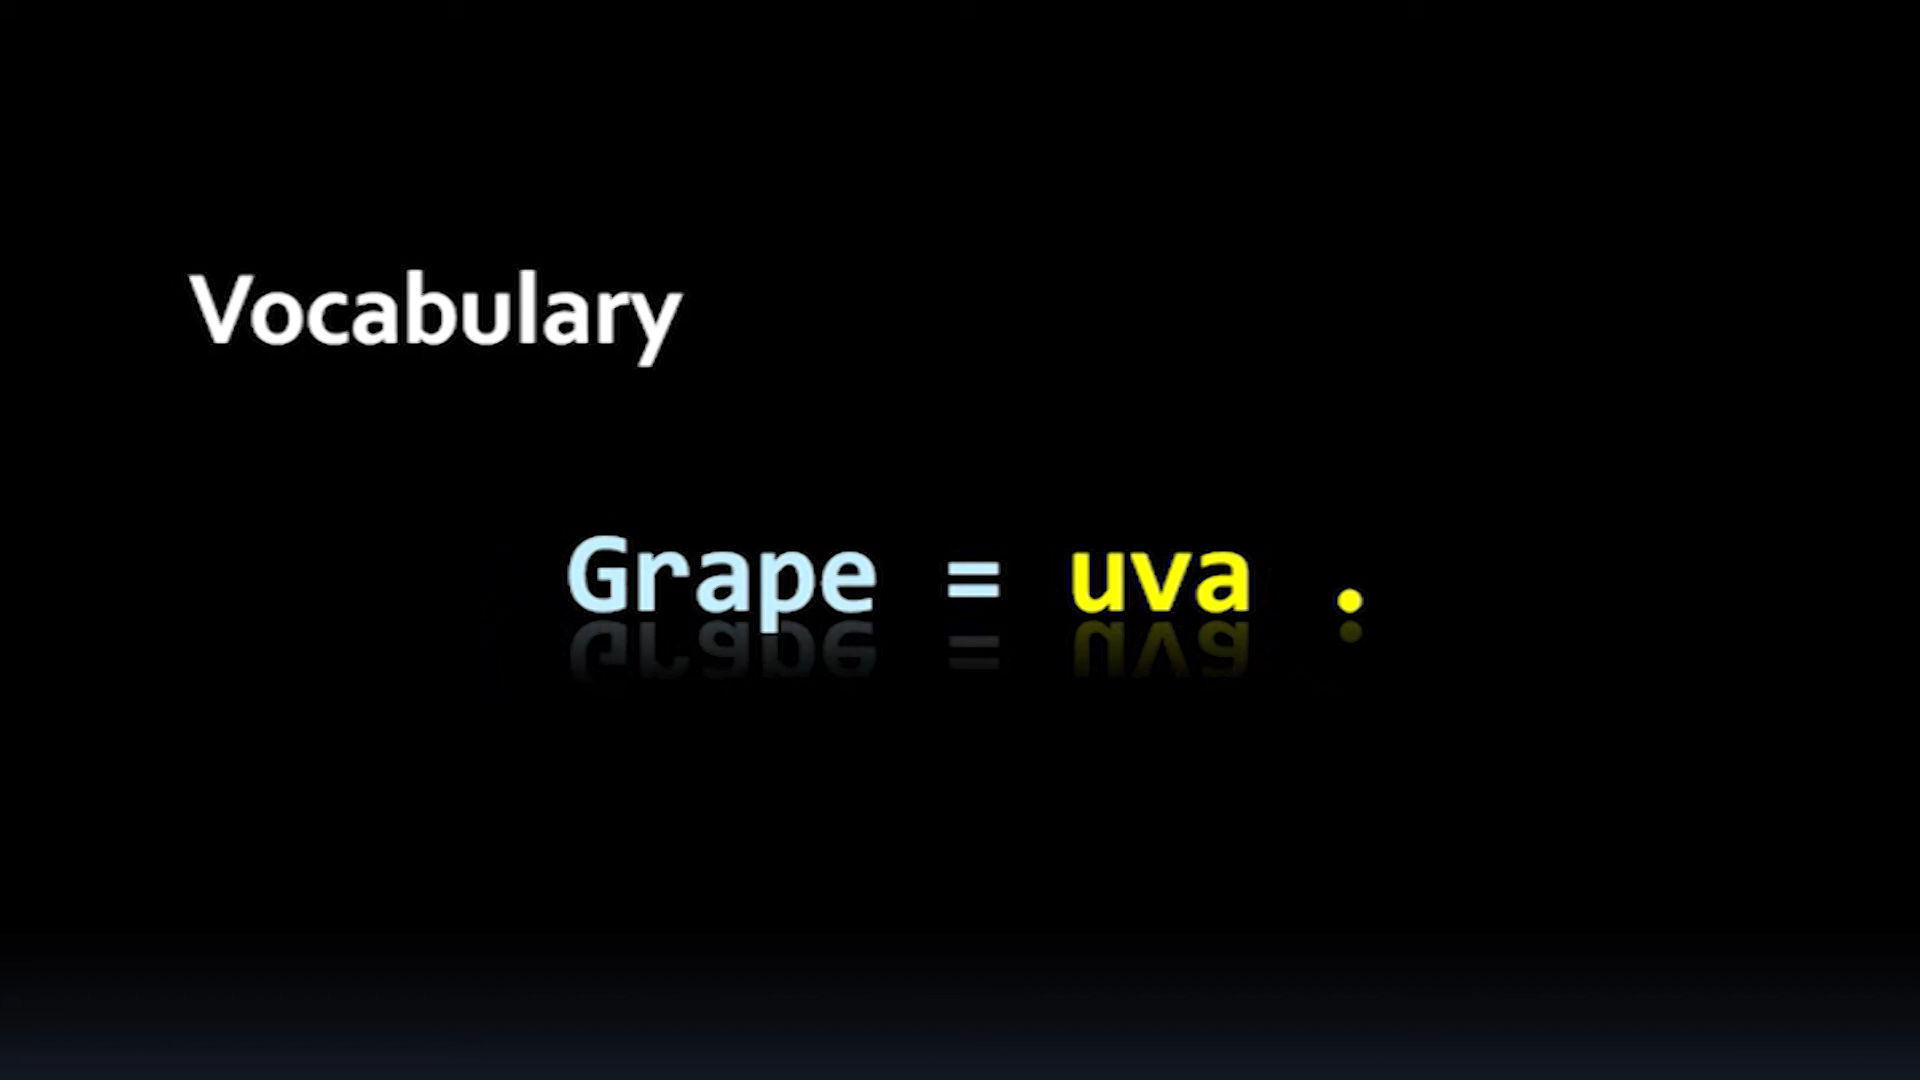 Vocabulary
Grape = uva .